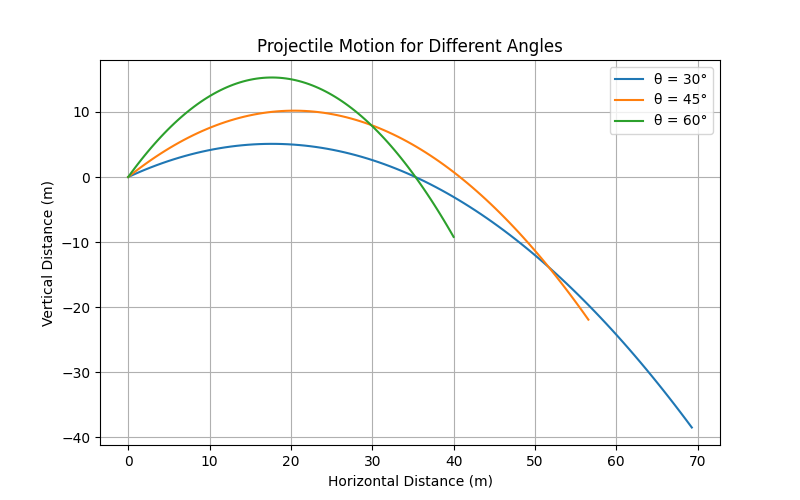 Projectile Motion for Different Angles
θ = 30°
θ = 45°
θ = 60°
Vertical Distance (m)
10
0
−10
−20
−30
−40
0 10 20 30 40 50 60 70
Horizontal Distance (m)